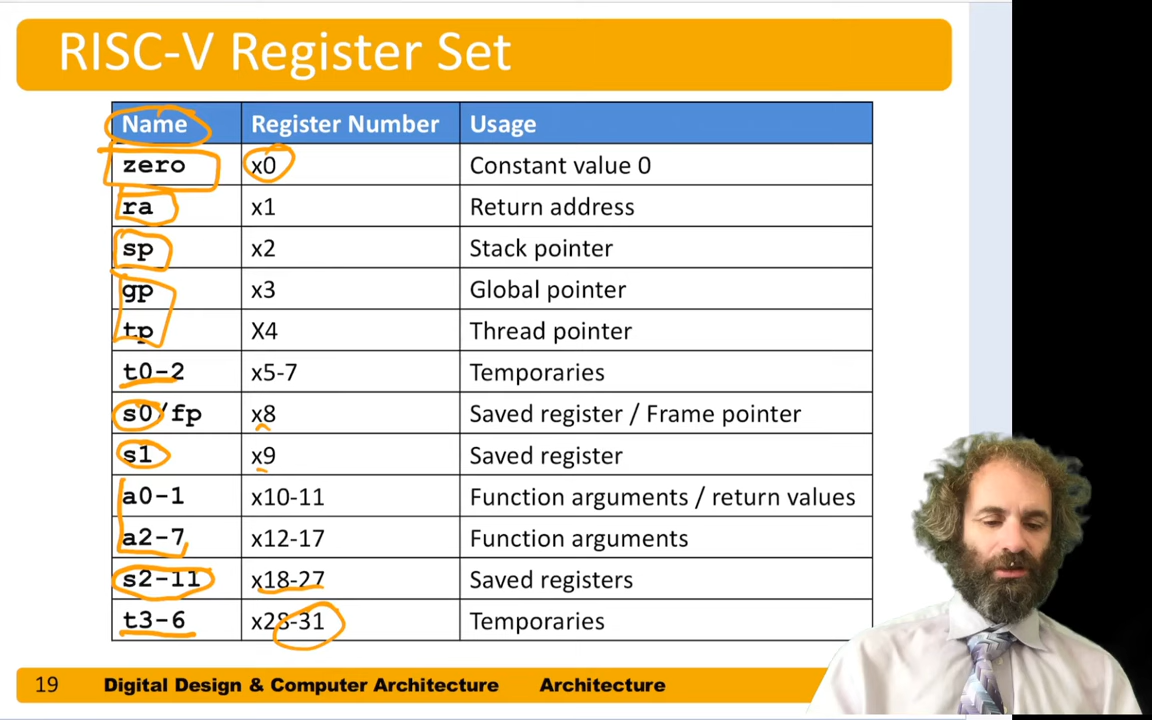 RISC-V Register Set
Name Register Number Usage
zero x0 Constant value 0
ra x1 Return address
sp x2 Stack pointer
gp x3 Global pointer
tp X4 Thread pointer
t0-2 x5-7 Temporaries
s0/fp x8 Saved register / Frame pointer
s1 x9 Saved register
a0-1 x10-11 Function arguments / return values
a2-7 x12-17 Function arguments
s2-11 x18-27 Saved registers
t3-6 x28-31 Temporaries
19 Digital Design & Computer Architecture Architecture